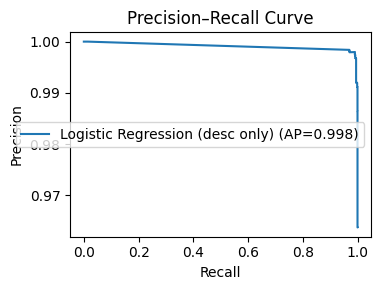 Precision–Recall Curve
1.00
0.99
0.98
0.97
Precision
Logistic Regression (desc only) (AP=0.998)
0.0 0.2 0.4 0.6 0.8 1.0
Recall